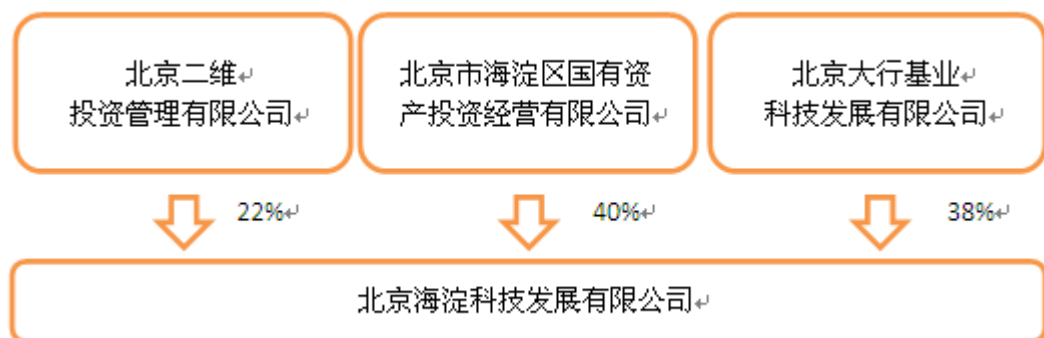 北京二维
投资管理有限公司
北京市海淀区国有资
产投资经营有限公司
北京大行基业
科技发展有限公司
22%
40%
38%
北京海淀科技发展有限公司